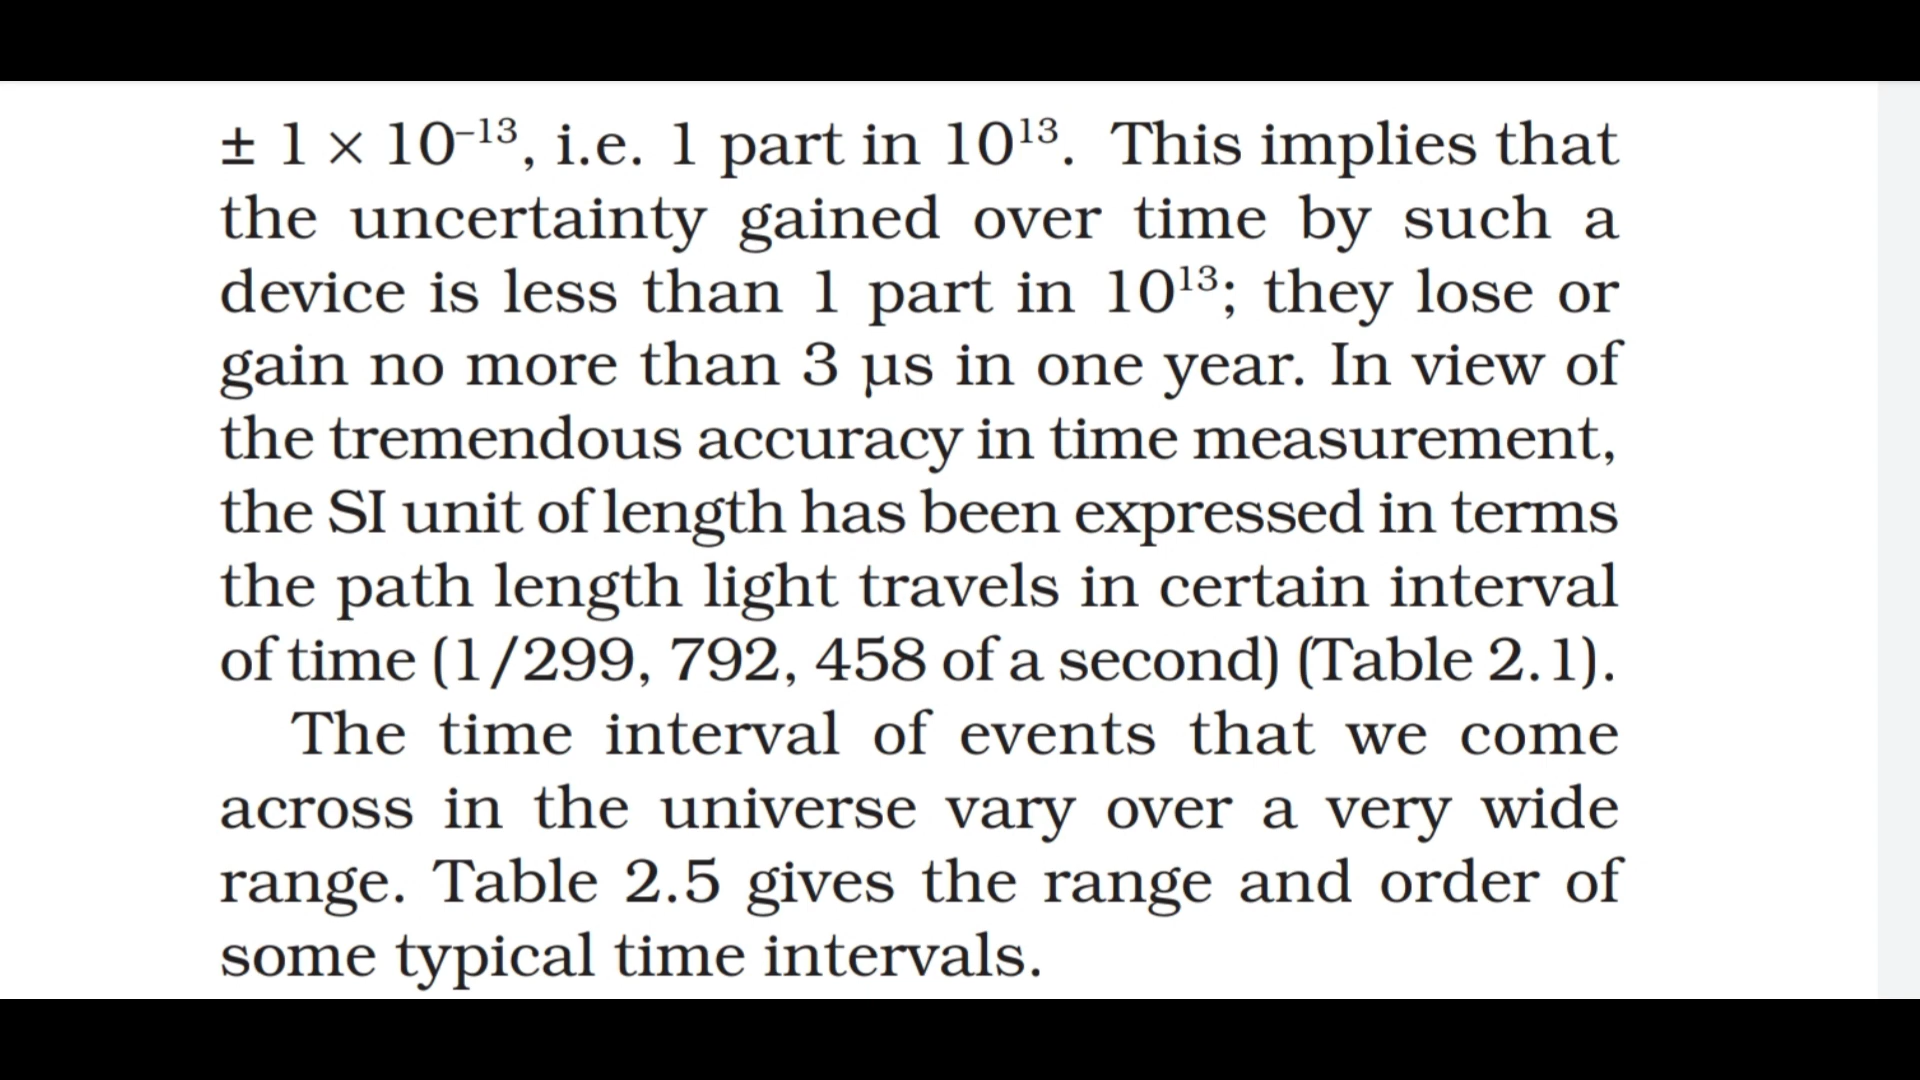 ± 1 × 10⁻¹³, i.e. 1 part in 10¹³. This implies that
the uncertainty gained over time by such a
device is less than 1 part in 10¹³; they lose or
gain no more than 3 µs in one year. In view of
the tremendous accuracy in time measurement,
the SI unit of length has been expressed in terms
the path length light travels in certain interval
of time (1/299, 792, 458 of a second) (Table 2.1).
The time interval of events that we come
across in the universe vary over a very wide
range. Table 2.5 gives the range and order of
some typical time intervals.